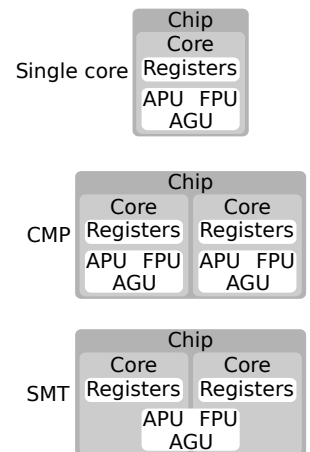 Chip
Core
Single core Registers
APU FPU
AGU
Chip
Core Core
CMP Registers Registers
APU FPU APU FPU
AGU AGU
Chip
Core Core
SMT Registers Registers
APU FPU
AGU